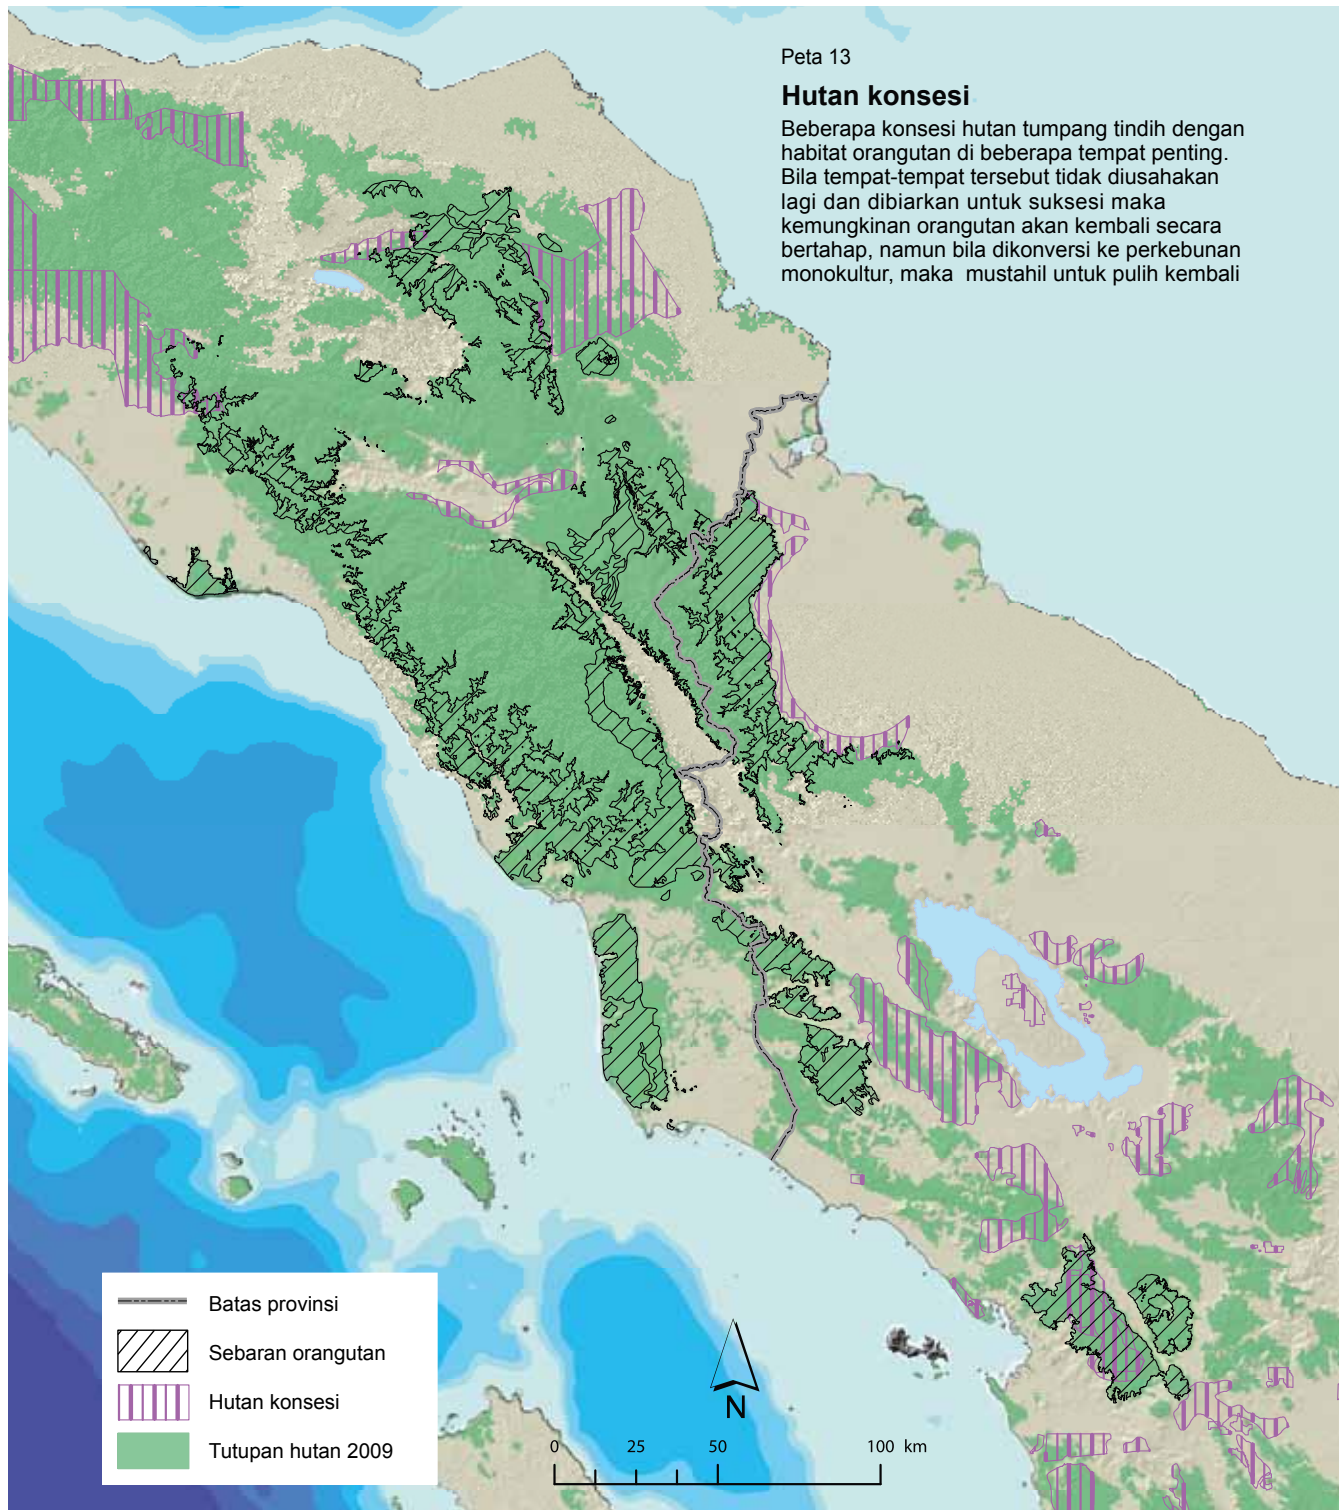 Peta 13
Hutan konsesi
Beberapa konsesi hutan tumpang tindih dengan
habitat orangutan di beberapa tempat penting.
Bila tempat-tempat tersebut tidak diusahakan
lagi dan dibiarkan untuk suksesi maka
kemungkinan orangutan akan kembali secara
bertahap, namun bila dikonversi ke perkebunan
monokultur, maka mustahil untuk pulih kembali
Batas provinsi
Sebaran orangutan
Hutan konsesi
Tutupan hutan 2009
N
0 25 50 100 km